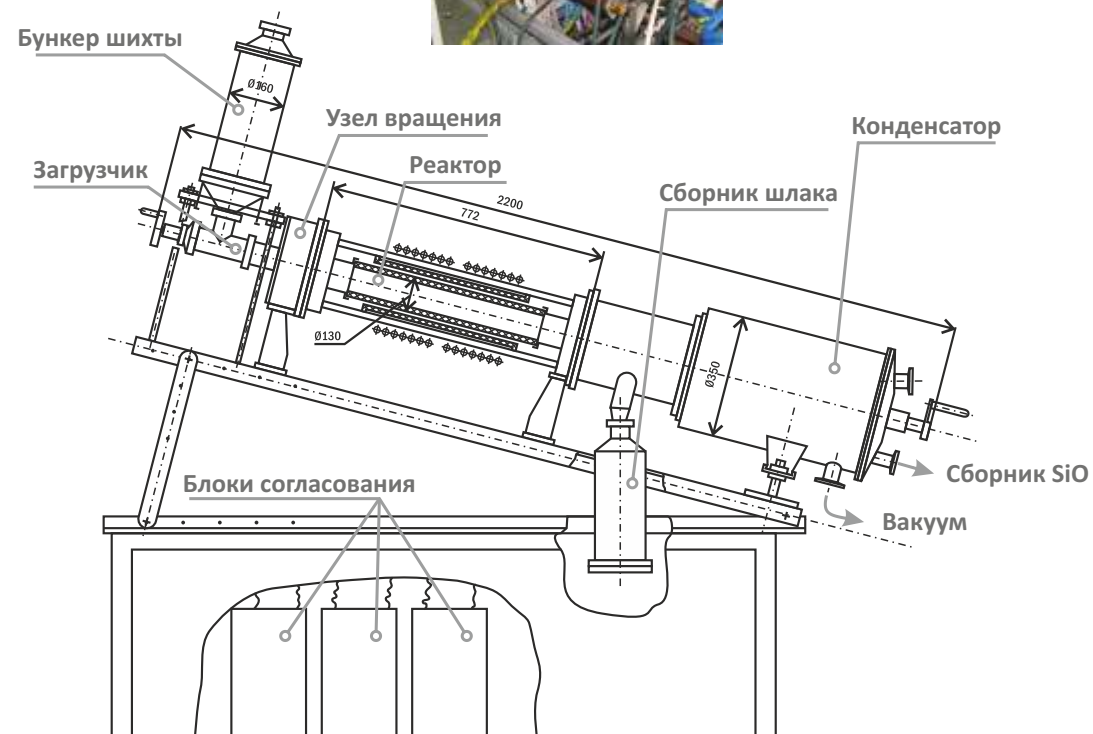 Бункер шихты
Ø160
Узел вращения
Конденсатор
Загрузчик
Реактор
Сборник шлака
2200
772
Ø130
Ø350
Блоки согласования
Сборник SiO
Вакуум